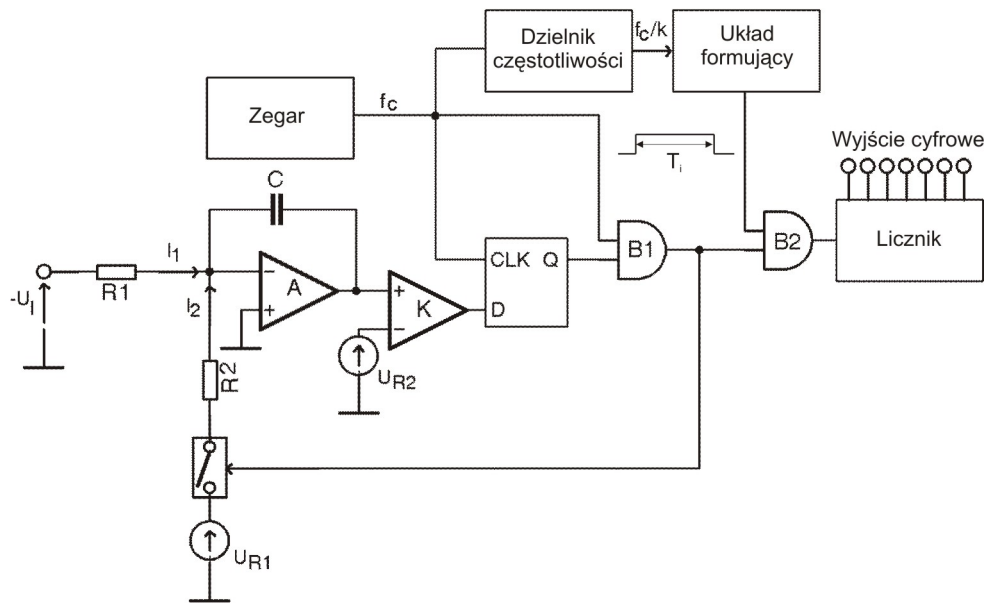 Dzielnik
częstotliwości
fc/k
Układ
formujący
Zegar
fc
Ti
Wyjście cyfrowe
C
B1
B2
Licznik
I1
CLK Q
-UI
R1
I2
A
K
D
R2
UR2
UR1